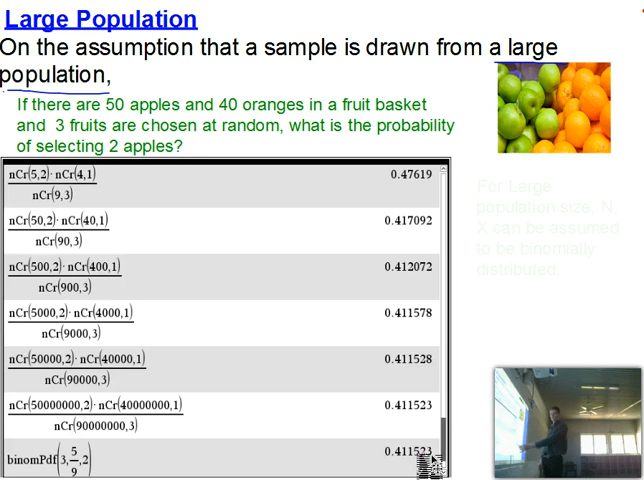 Large Population
On the assumption that a sample is drawn from a large
population,
If there are 50 apples and 40 oranges in a fruit basket
and 3 fruits are chosen at random, what is the probability
of selecting 2 apples?
nCr(5,2)· nCr(4,1)
nCr(9,3)
0.47619
nCr(50,2)· nCr(40,1)
nCr(90,3)
0.417092
nCr(500,2)· nCr(400,1)
nCr(900,3)
0.412072
nCr(5000,2)· nCr(4000,1)
nCr(9000,3)
0.411578
nCr(50000,2)· nCr(40000,1)
nCr(90000,3)
0.411528
nCr(50000000,2)· nCr(40000000,1)
nCr(90000000,3)
0.411523
binomPdf(3,5/9,2)
0.411523
For Large
population size, N,
X can be assumed
to be binomially
distributed.